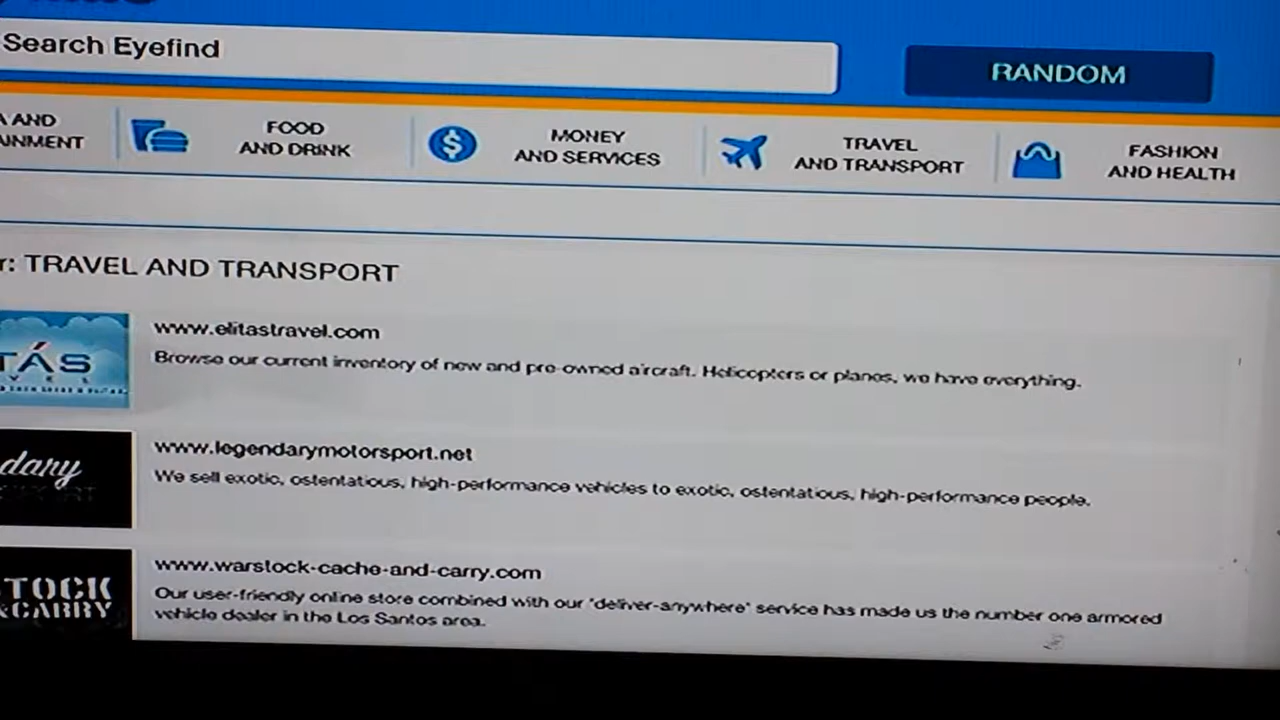 Search Eyefind
RANDOM
AND
FOOD
AND DRINK
MONEY
AND SERVICES
TRAVEL
AND TRANSPORT
FASHION
AND HEALTH
TRAVEL AND TRANSPORT
TÁS
www.elitastravel.com
Browse our current inventory of new and pre-owned aircraft. Helicopters or planes, we have everything.
dary
www.legendarymotorsport.net
We sell exotic, ostentatious, high-performance vehicles to exotic, ostentatious, high-performance people.
TOCK
&CARRY
www.warstock-cache-and-carry.com
Our user-friendly online store combined with our 'deliver-anywhere' service has made us the number one armored
vehicle dealer in the Los Santos area.